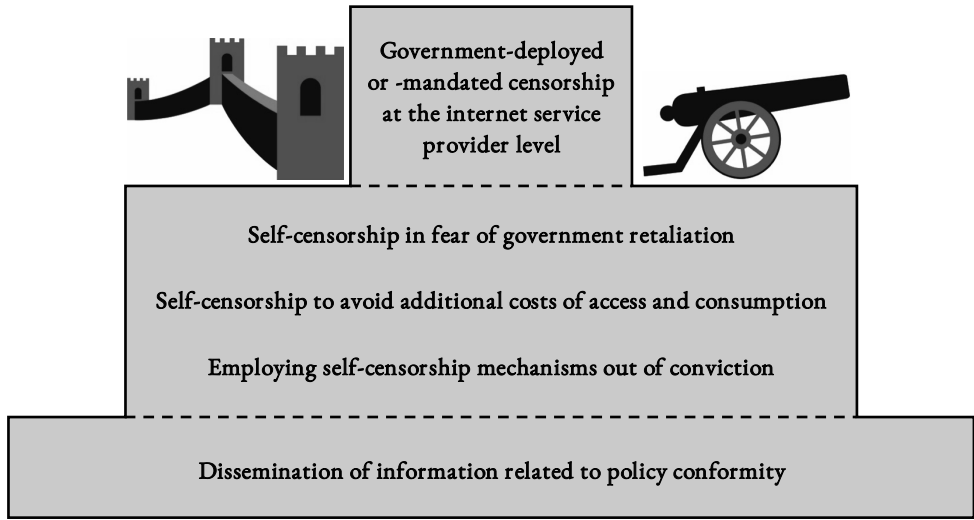 Government-deployed
or -mandated censorship
at the internet service
provider level
Self-censorship in fear of government retaliation
Self-censorship to avoid additional costs of access and consumption
Employing self-censorship mechanisms out of conviction
Dissemination of information related to policy conformity